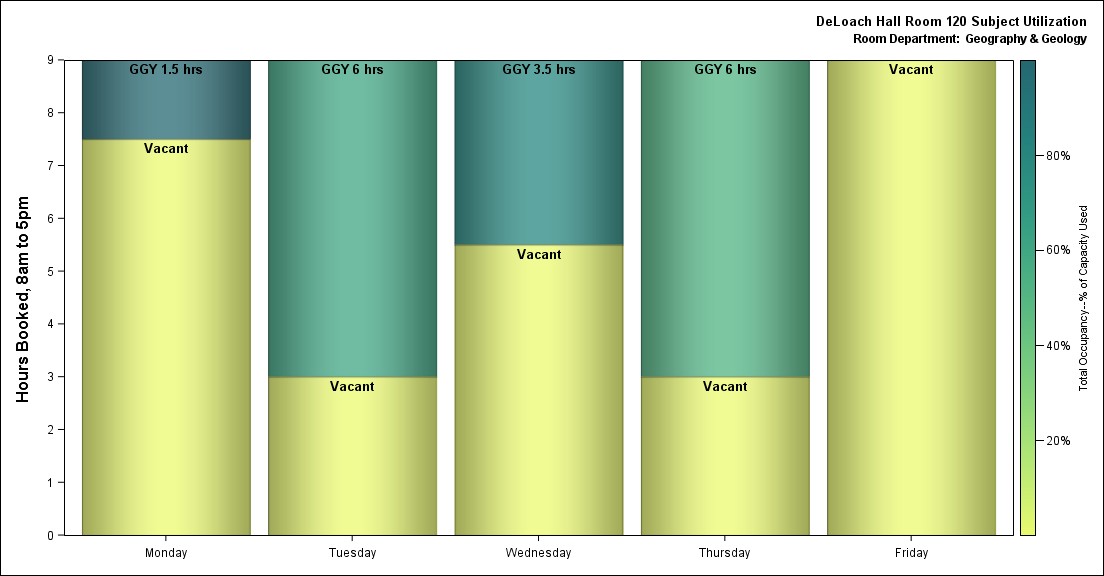 DeLoach Hall Room 120 Subject Utilization
Room Department: Geography & Geology
Hours Booked, 8am to 5pm
9
8
7
6
5
4
3
2
1
0
GGY 1.5 hrs
Vacant
GGY 6 hrs
Vacant
GGY 3.5 hrs
Vacant
GGY 6 hrs
Vacant
Vacant
Monday
Tuesday
Wednesday
Thursday
Friday
80%
60%
40%
20%
Total Occupancy--% of Capacity Used